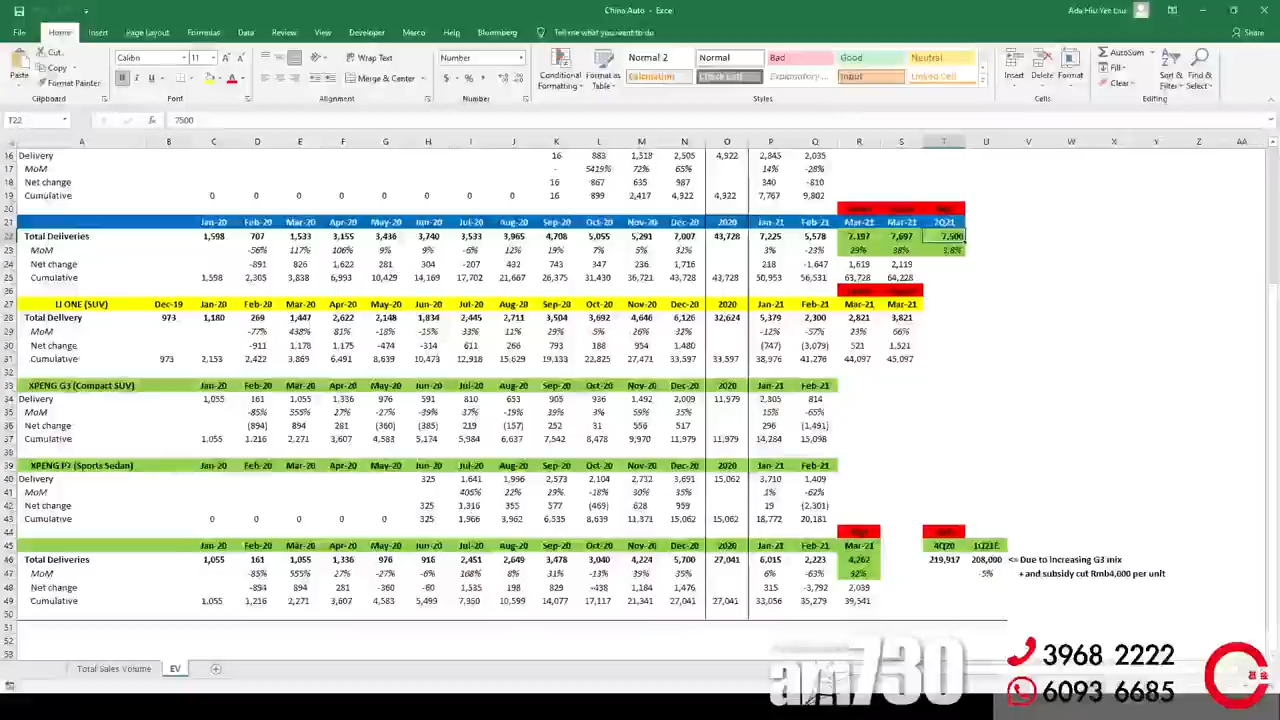 China Auto - Excel
File Home Insert Page Layout Formulas Data Review View Developer Merco Help Bloomberg Tell me what you want to do Share
Cut
Copy
Format Painter
Paste
Calibri 11
Wrap Text
Merge & Center
Number
Conditional Formatting
Format as Table
Normal 2 Normal Bad Good Neutral
Calculation Check Cell Explanatory... Input Linked Cell
Insert Delete Format
AutoSum
Fill
Clear
Sort & Find &
Clipboard Font Alignment Number Styles Cells Editing
T22 fx 7500
A B C D E F G H I J K L M N O P Q R S T U V W X Y Z AA
16 Delivery 16 883 1,518 2,505 4,922 2,845 2,035
17 MoM - 5419% 72% 65% 14% -28%
18 Net change 16 867 635 987 340 -810
19 Cumulative 0 0 0 0 0 0 0 0 16 899 2,417 4,922 4,922 7,767 9,802
20
21 Jan-20 Feb-20 Mar-20 Apr-20 May-20 Jun-20 Jul-20 Aug-20 Sep-20 Oct-20 Nov-20 Dec-20 2020 Jan-21 Feb-21 Mar-21 Mar-21 2Q21
22 Total Deliveries 1,598 707 1,533 3,155 3,436 3,740 3,533 3,965 4,708 5,055 5,291 7,007 43,728 7,225 5,578 7,197 7,697 7,500
23 MoM -56% 117% 106% 9% 9% -6% 12% 19% 7% 5% 32% 3% -23% 29% 38%
24 Net change -891 826 1,622 281 304 -207 432 743 347 236 1,716 218 -1,647 1,619 2,119
25 Cumulative 1,598 2,305 3,838 6,993 10,429 14,169 17,702 21,667 26,375 31,430 36,721 43,728 43,728 50,953 56,531 63,728 64,228
26
27 LI ONE (SUV) Dec-19 Jan-20 Feb-20 Mar-20 Apr-20 May-20 Jun-20 Jul-20 Aug-20 Sep-20 Oct-20 Nov-20 Dec-20 2020 Jan-21 Feb-21 Mar-21 Mar-21
28 Total Delivery 973 1,180 269 1,447 2,622 2,148 1,834 2,445 2,711 3,504 3,692 4,646 6,126 32,624 5,379 2,300 2,821 3,821
29 MoM -77% 438% 81% -18% -15% 33% 11% 29% 5% 26% 32% -12% -57% 23% 66%
30 Net change -911 1,178 1,175 -474 -314 611 266 793 188 954 1,480 (747) (3,079) 521 1,521
31 Cumulative 973 2,153 2,422 3,869 6,491 8,639 10,473 12,918 15,629 19,133 22,825 27,471 33,597 33,597 38,976 41,276 44,097 45,097
32
33 XPENG G3 (Compact SUV) Jan-20 Feb-20 Mar-20 Apr-20 May-20 Jun-20 Jul-20 Aug-20 Sep-20 Oct-20 Nov-20 Dec-20 2020 Jan-21 Feb-21
34 Delivery 1,055 161 1,055 1,336 976 591 810 653 905 936 1,492 2,009 11,979 2,305 814
35 MoM -85% 555% 27% -27% -39% 37% -19% 39% 3% 59% 35% 15% -65%
36 Net change (894) 894 281 (360) (385) 219 (157) 252 31 556 517 296 (1,491)
37 Cumulative 1,055 1,216 2,271 3,607 4,583 5,174 5,984 6,637 7,542 8,478 9,970 11,979 11,979 14,284 15,098
38
39 XPENG P7 (Sports Sedan) Jan-20 Feb-20 Mar-20 Apr-20 May-20 Jun-20 Jul-20 Aug-20 Sep-20 Oct-20 Nov-20 Dec-20 2020 Jan-21 Feb-21
40 Delivery 325 1,641 1,996 2,573 2,104 2,732 3,691 15,062 3,710 1,409
41 MoM 405% 22% 29% -18% 30% 35% 1% -62%
42 Net change 325 1,316 355 577 (469) 628 959 19 (2,301)
43 Cumulative 0 0 0 0 0 325 1,966 3,962 6,535 8,639 11,371 15,062 15,062 18,772 20,181
44
45 Jan-20 Feb-20 Mar-20 Apr-20 May-20 Jun-20 Jul-20 Aug-20 Sep-20 Oct-20 Nov-20 Dec-20 2020 Jan-21 Feb-21 Mar-21 4Q20 1Q21E
46 Total Deliveries 1,055 161 1,055 1,336 976 916 2,451 2,649 3,478 3,040 4,224 5,700 27,041 6,015 2,223 4,262 219,917 208,000 <= Due to increasing G3 mix
47 MoM -85% 555% 27% -27% -6% 168% 8% 31% -13% 39% 35% 6% -63% 92% -5% + and subsidy cut Rmb4,000 per unit
48 Net change -894 894 281 -360 -60 1,535 198 829 -438 1,184 1,476 315 -3,792 2,039
49 Cumulative 1,055 1,216 2,271 3,607 4,583 5,499 7,950 10,599 14,077 17,117 21,341 27,041 27,041 33,056 35,279 39,541
50
51
52
53
Total Sales Volume EV
am730
3968 2222
6093 6685